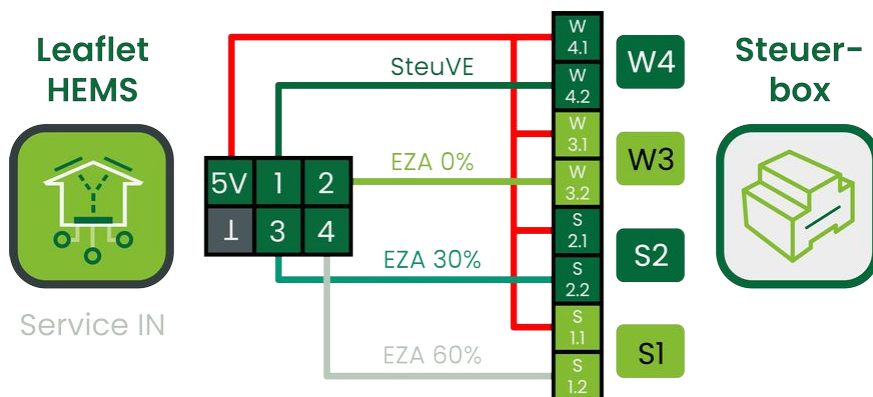 Leaflet
HEMS
Service IN
5V 1 2
⊥ 3 4
SteuVE
EZA 0%
EZA 30%
EZA 60%
W
4.1
W
4.2
W
3.1
W
3.2
S
2.1
S
2.2
S
1.1
S
1.2
W4
W3
S2
S1
Steuer-
box